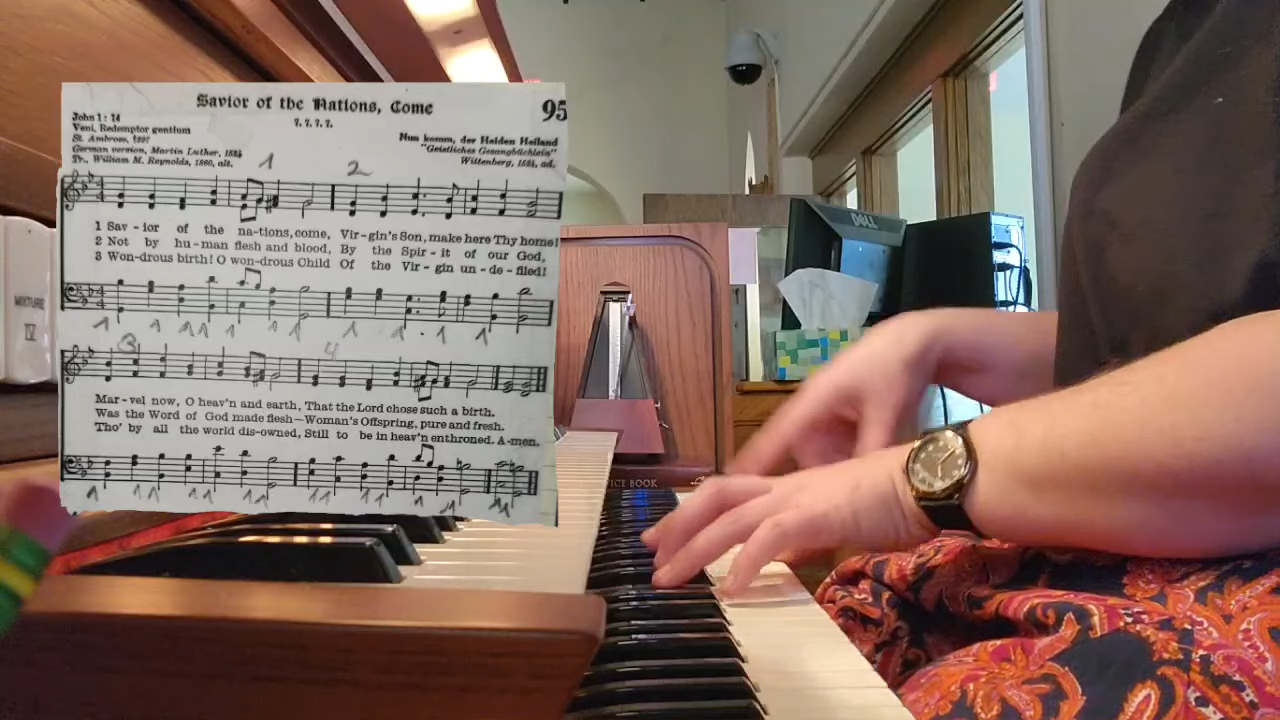 Savior of the Nations, Come
95
7. 7. 7. 7.
John 1: 14
Veni, Redemptor gentium
St. Ambrose, †397
German version, Martin Luther, 1524
Tr., William M. Reynolds, 1860, alt.
Nun komm, der Heiden Heiland
"Geistliches Gesangbüchlein"
Wittenberg, 1524, ad.
1 2
1 Sav - ior of the na-tions, come, Vir-gin's Son, make here Thy home!
2 Not by hu - man flesh and blood, By the Spir - it of our God,
3 Won-drous birth! O won-drous Child Of the Vir - gin un - de - filed!
3 4
Mar - vel now, O heav'n and earth, That the Lord chose such a birth.
Was the Word of God made flesh—Woman's Offspring, pure and fresh.
Tho' by all the world dis-owned, Still to be in heav'n enthroned. A-men.
MIXTURE
IV
DELL
ICE BOOK